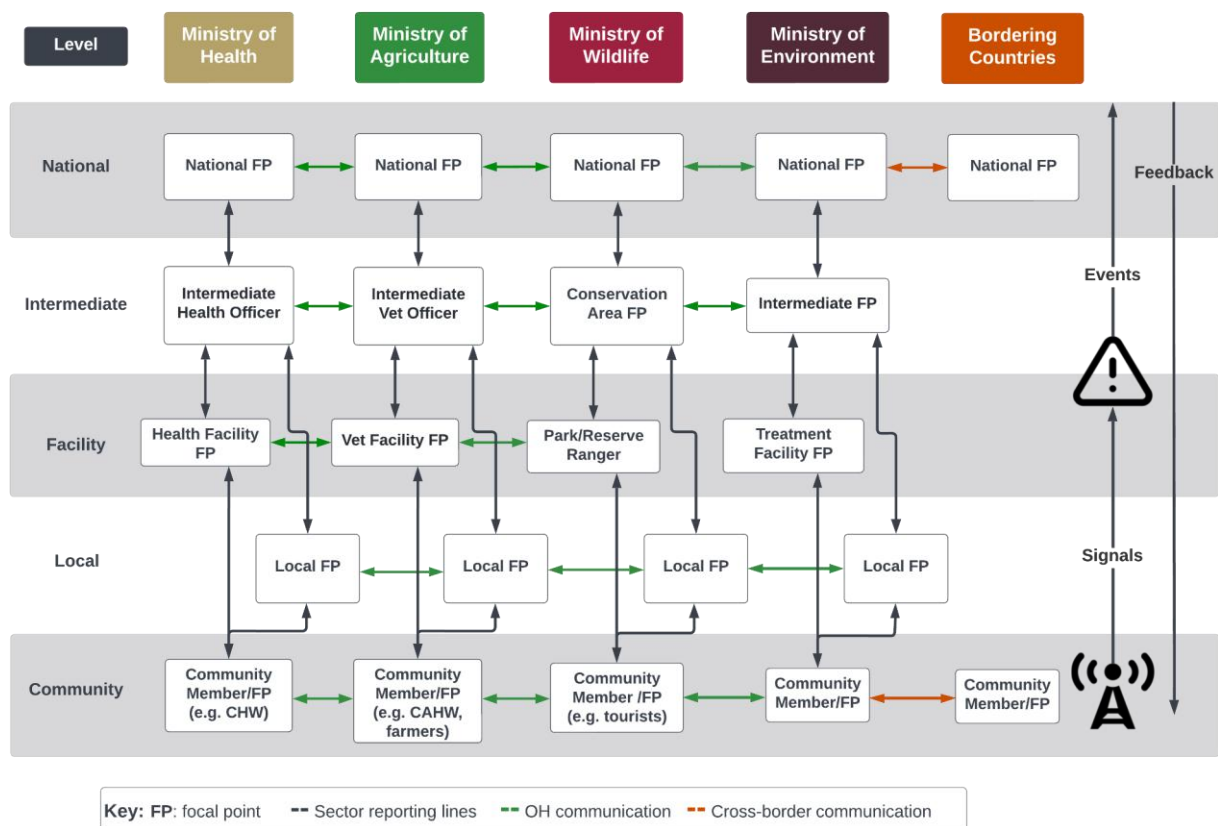 Level
Ministry of
Health
Ministry of
Agriculture
Ministry of
Wildlife
Ministry of
Environment
Bordering
Countries
National
National FP
National FP
National FP
National FP
National FP
Feedback
Intermediate
Intermediate
Health Officer
Intermediate
Vet Officer
Conservation
Area FP
Intermediate FP
Events
Facility
Health Facility
FP
Vet Facility FP
Park/Reserve
Ranger
Treatment
Facility FP
Local
Local FP
Local FP
Local FP
Local FP
Signals
Community
Community
Member/FP
(e.g. CHW)
Community
Member/FP
(e.g. CAHW,
farmers)
Community
Member /FP
(e.g. tourists)
Community
Member/FP
Community
Member/FP
Key: FP: focal point
Sector reporting lines
OH communication
Cross-border communication